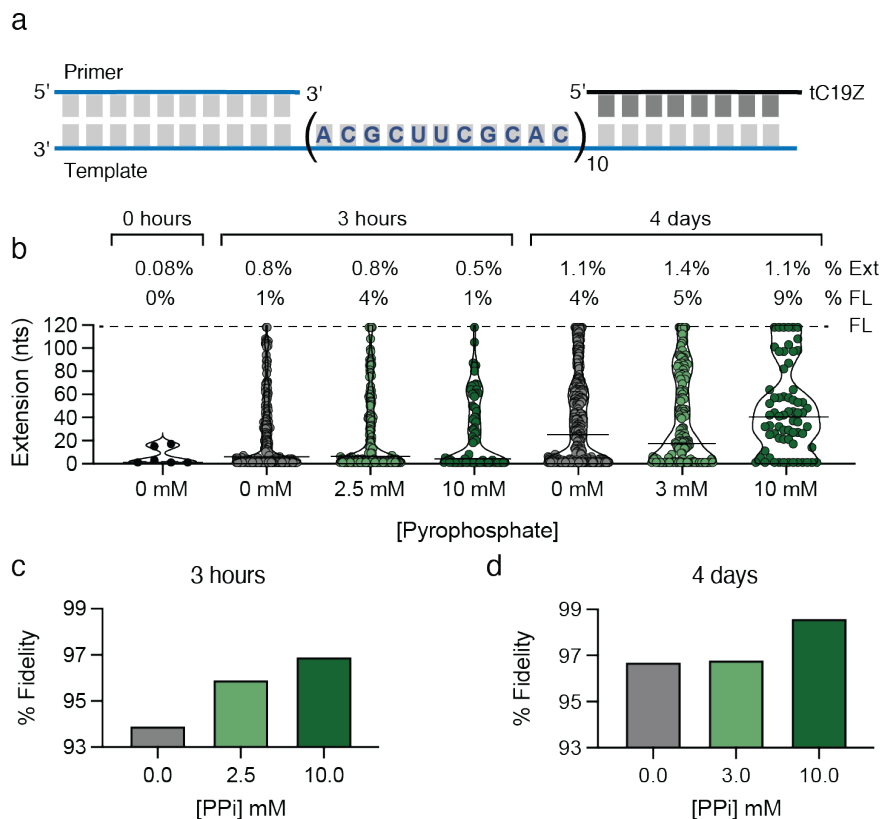 a
Primer
5' 3' 5' tC19Z
(ACGCUUCGCAC)
3' 10
Template
0 hours 3 hours 4 days
b
0.08% 0.8% 0.8% 0.5% 1.1% 1.4% 1.1% % Ext
0% 1% 4% 1% 4% 5% 9% % FL
120 FL
100
80
60
40
20
0
Extension (nts)
0 mM 0 mM 2.5 mM 10 mM 0 mM 3 mM 10 mM
[Pyrophosphate]
c
3 hours
99
97
95
93
% Fidelity
0.0 2.5 10.0
[PPi] mM
d
4 days
99
97
95
93
% Fidelity
0.0 3.0 10.0
[PPi] mM